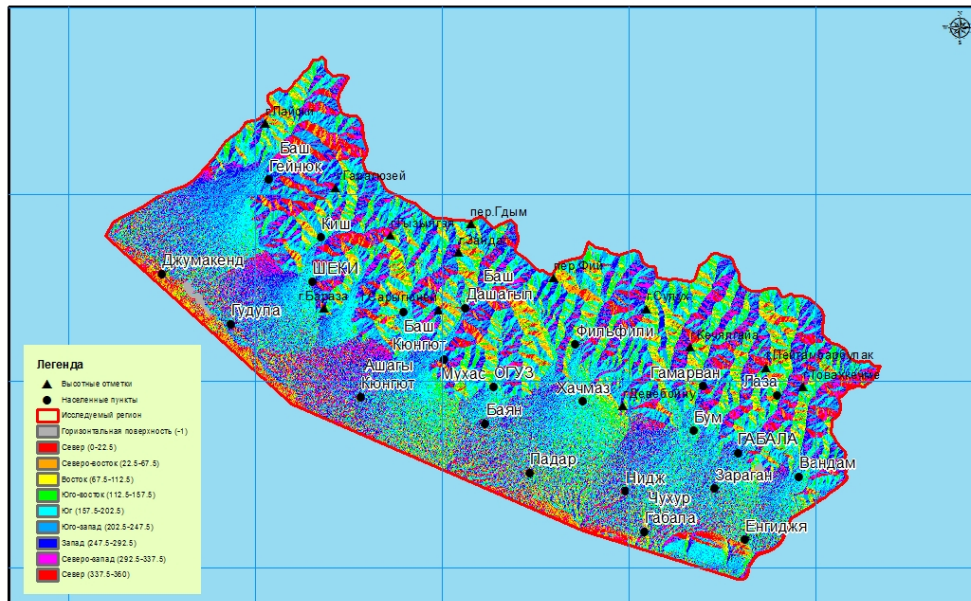 Баш
Гейнюк
Гарапозей
Киш
пер.Гдым
Джумакенд
ШЕКИ
г.Бараза
Баш
Дашагыл
пер.Фий
Гудула
Баш
Кюнгют
Филифли
Ашагы
Кюнгют
Мухас
ОГУЗ
Хачмаз
Гамарван
Лаза
Баян
Бум
ГАБАЛА
Падар
Нидж
Зараган
Вандам
Чухур
Габала
Енгиджя
Легенда
Высотные отметки
Населенные пункты
Исследуемый регион
Горизонтальная поверхность (-1)
Север (0-22.5)
Северо-восток (22.5-67.5)
Восток (67.5-112.5)
Юго-восток (112.5-157.5)
Юг (157.5-202.5)
Юго-запад (202.5-247.5)
Запад (247.5-292.5)
Северо-запад (292.5-337.5)
Север (337.5-360)